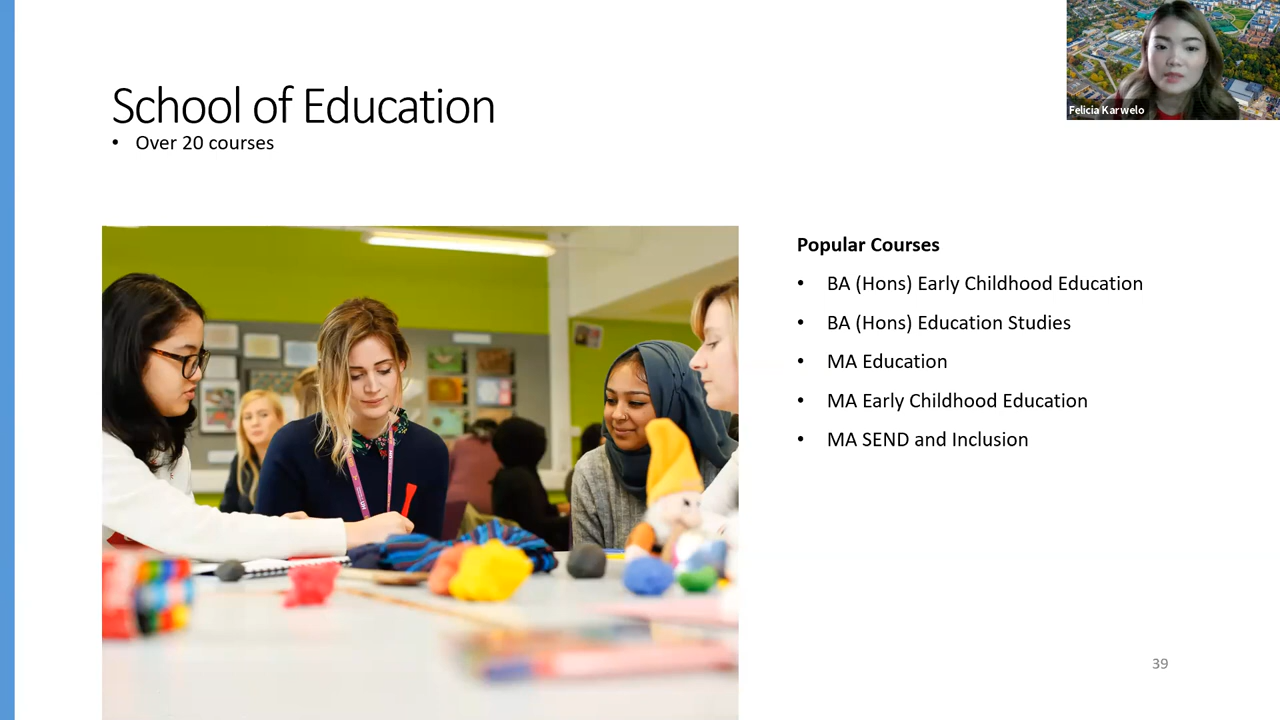 School of Education
• Over 20 courses
Felicia Karwelo
Popular Courses
• BA (Hons) Early Childhood Education
• BA (Hons) Education Studies
• MA Education
• MA Early Childhood Education
• MA SEND and Inclusion
39